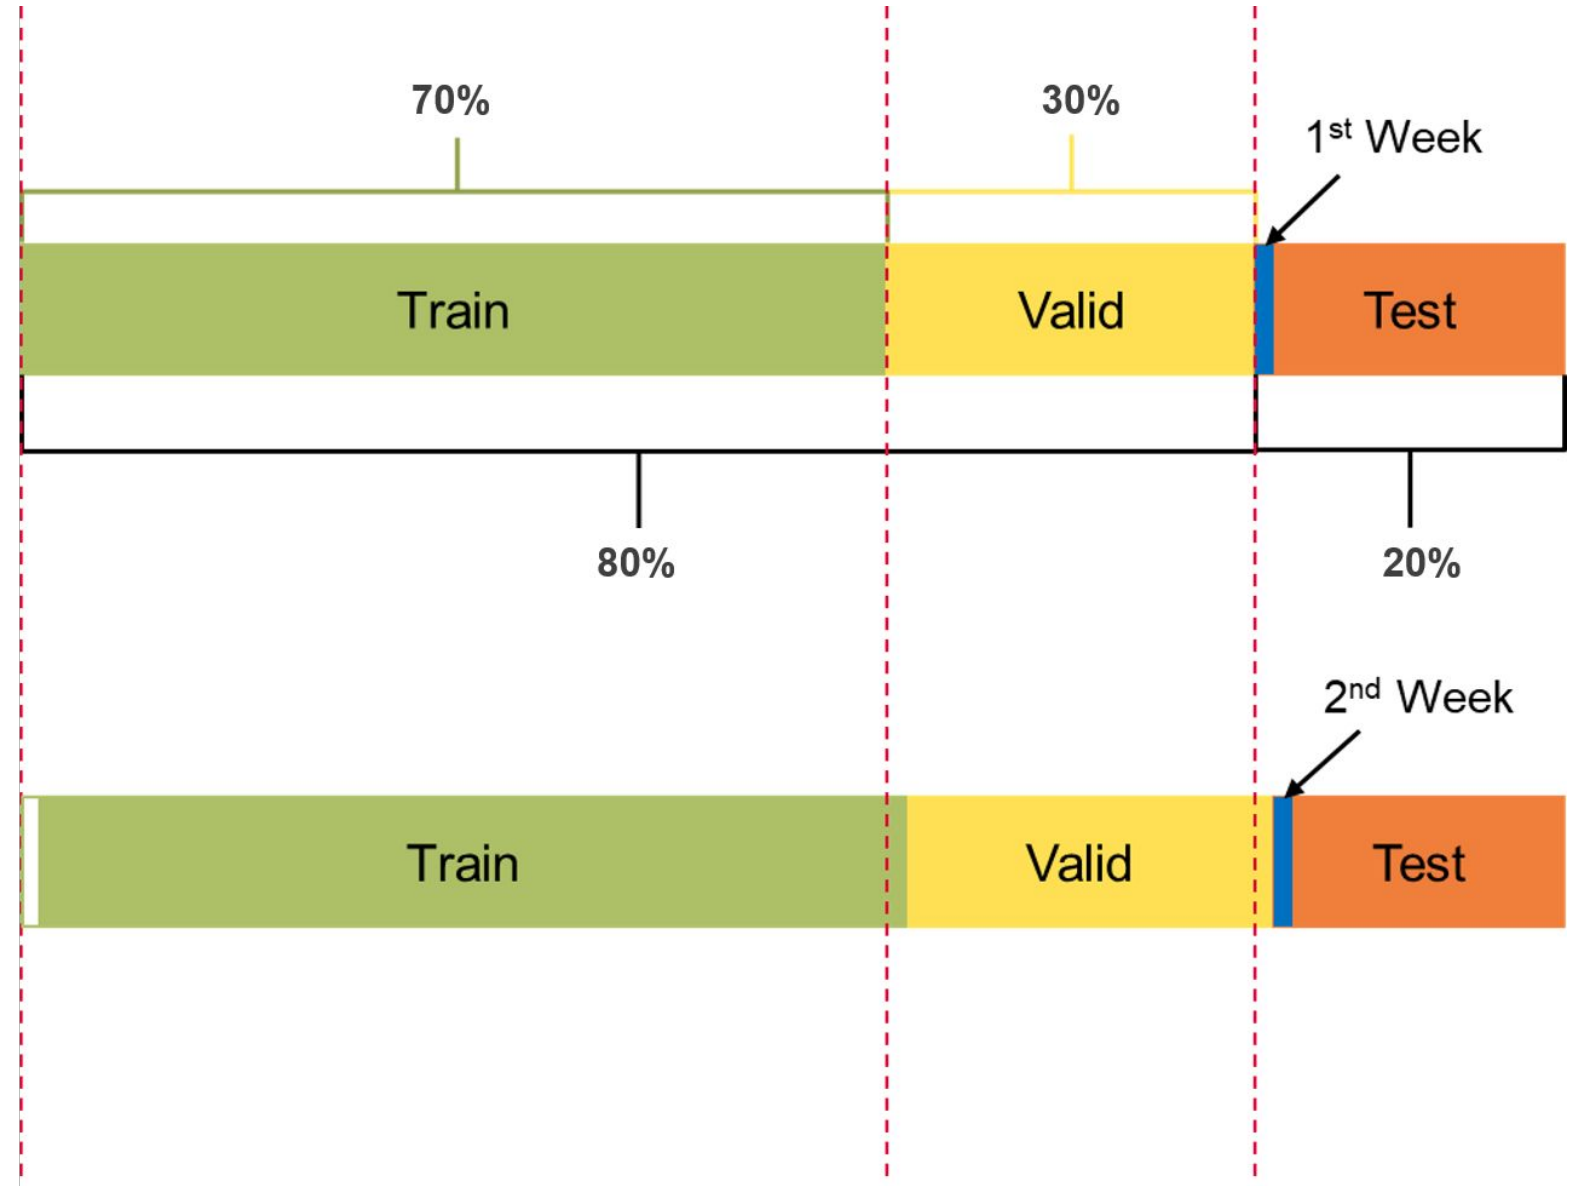 70%
30%
1st Week
Train
Valid
Test
80%
20%
2nd Week
Train
Valid
Test